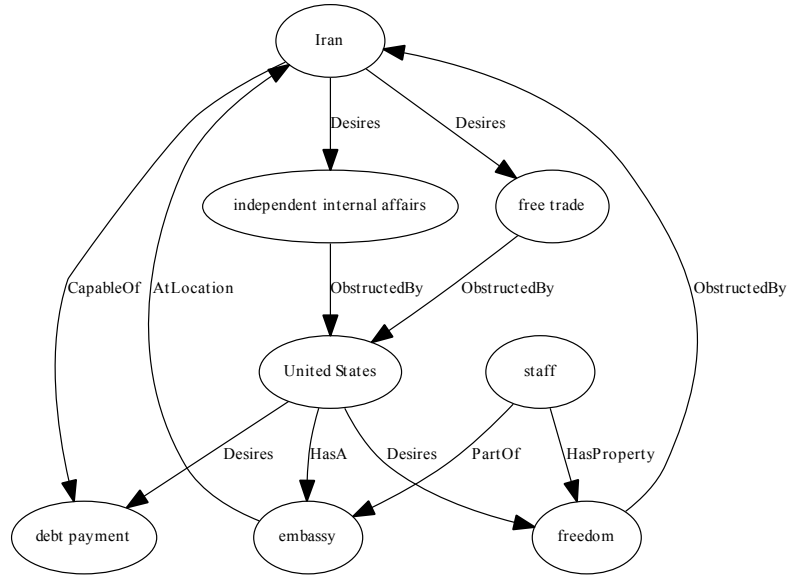 Iran
Desires
Desires
independent internal affairs
free trade
CapableOf
AtLocation
ObstructedBy
ObstructedBy
ObstructedBy
United States
staff
Desires
HasA
Desires
PartOf
HasProperty
debt payment
embassy
freedom